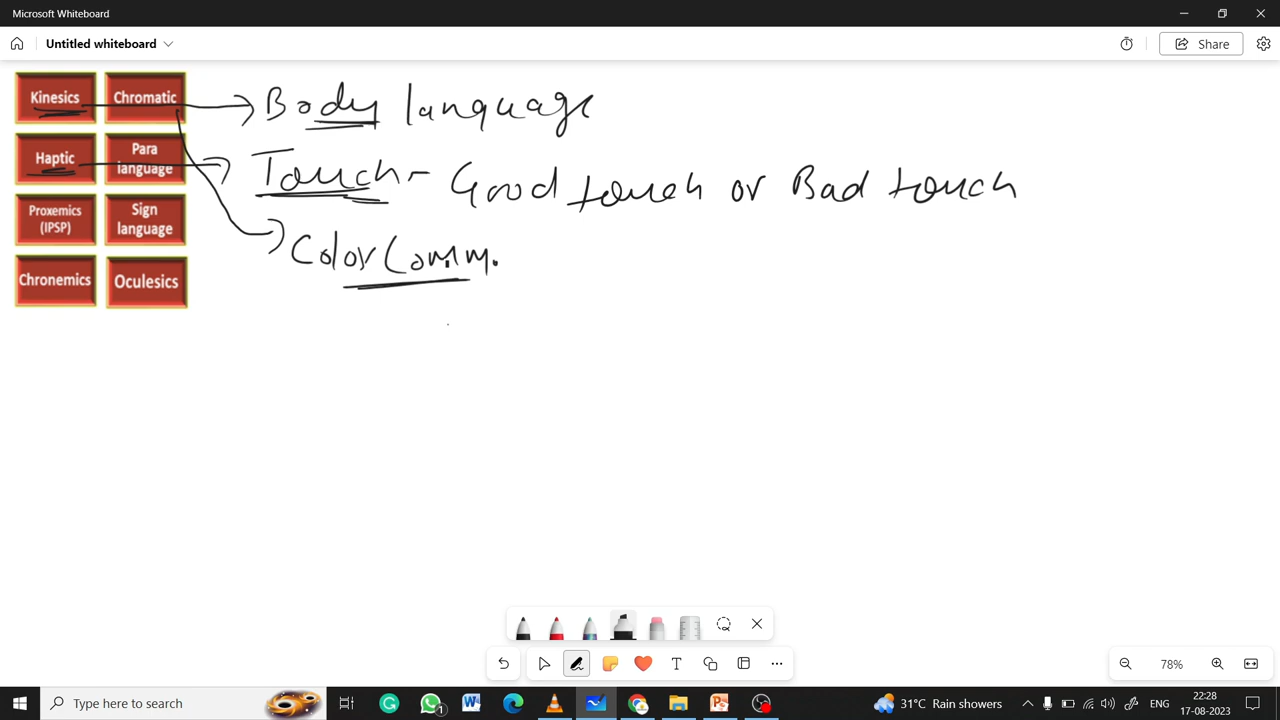 Microsoft Whiteboard
Untitled whiteboard
Share
Kinesics Chromatic
Body language
Haptic Para language
Touch - Good touch or Bad touch
Proxemics (IPSP) Sign language
Color Comm.
Chronemics Oculesics
T
78%
Type here to search
1
31°C Rain showers
ENG
22:28
17-08-2023